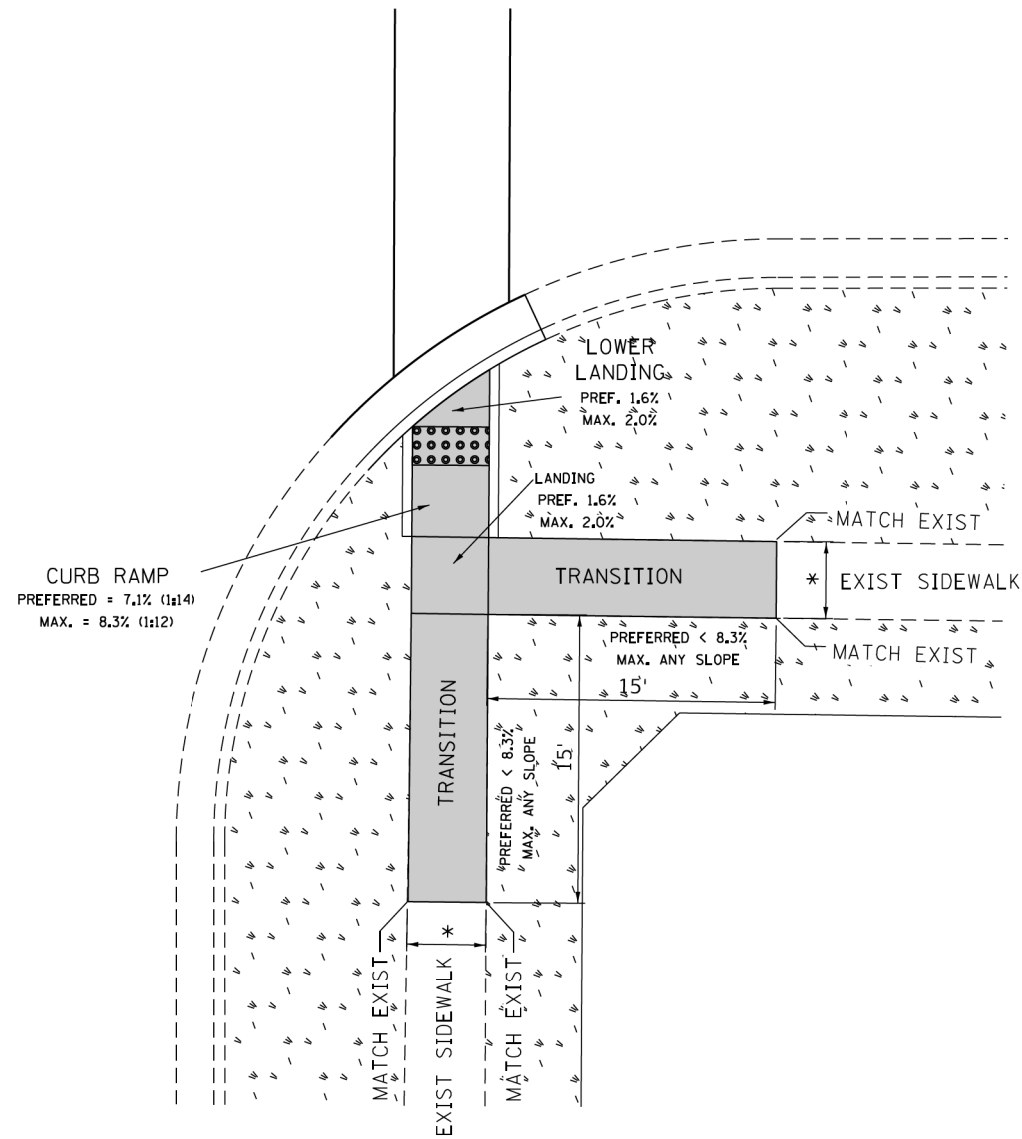 LOWER
LANDING
PREF. 1.6%
MAX. 2.0%
LANDING
PREF. 1.6%
MAX. 2.0%
MATCH EXIST
CURB RAMP
PREFERRED = 7.1% (1:14)
MAX. = 8.3% (1:12)
TRANSITION
* EXIST SIDEWALK
PREFERRED < 8.3%
MAX. ANY SLOPE
MATCH EXIST
15'
TRANSITION
PREFERRED < 8.3%
MAX. ANY SLOPE
15'
*
MATCH EXIST
EXIST SIDEWALK
MATCH EXIST